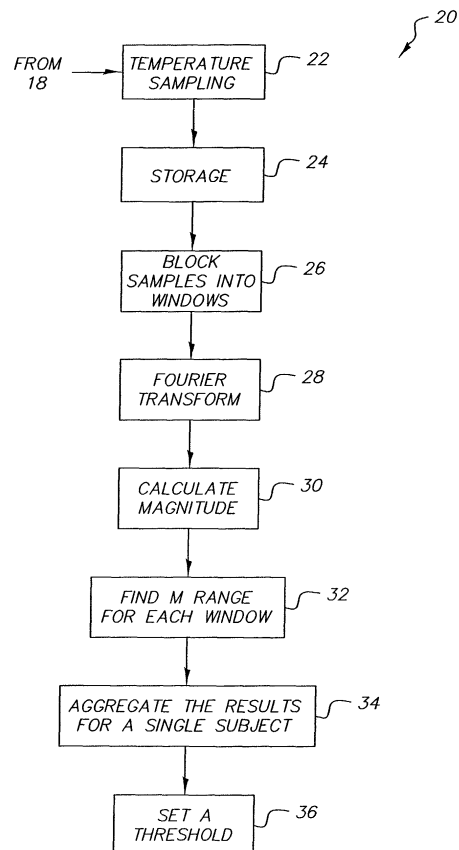 20
FROM
18
TEMPERATURE
SAMPLING
22
STORAGE
24
BLOCK
SAMPLES INTO
WINDOWS
26
FOURIER
TRANSFORM
28
CALCULATE
MAGNITUDE
30
FIND M RANGE
FOR EACH WINDOW
32
AGGREGATE THE RESULTS
FOR A SINGLE SUBJECT
34
SET A
THRESHOLD
36